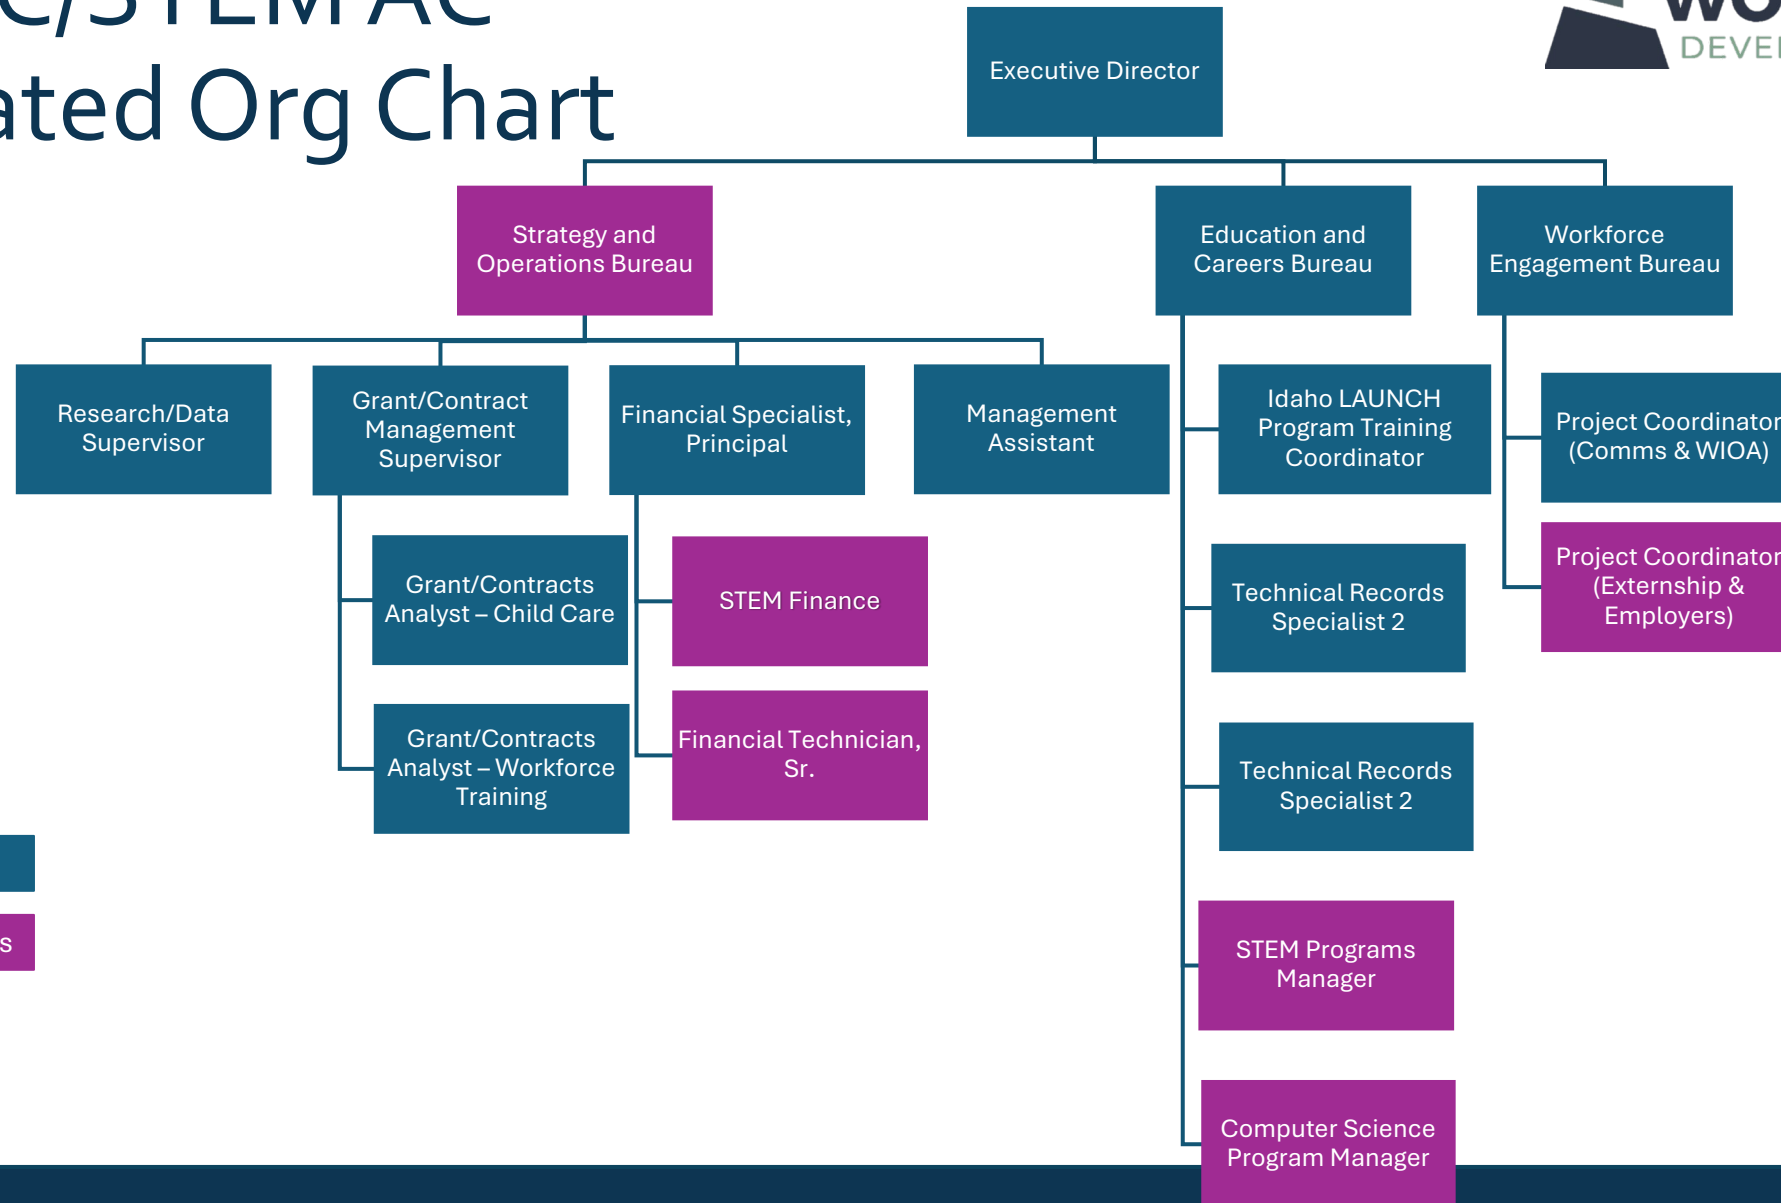 C/STEM AC
ated Org Chart
WO
DEVE
Executive Director
Strategy and
Operations Bureau
Education and
Careers Bureau
Workforce
Engagement Bureau
Research/Data
Supervisor
Grant/Contract
Management
Supervisor
Financial Specialist,
Principal
Management
Assistant
Idaho LAUNCH
Program Training
Coordinator
Project Coordinator
(Comms & WIOA)
Grant/Contracts
Analyst – Child Care
STEM Finance
Technical Records
Specialist 2
Project Coordinator
(Externship &
Employers)
Grant/Contracts
Analyst – Workforce
Training
Financial Technician,
Sr.
Technical Records
Specialist 2
s
STEM Programs
Manager
Computer Science
Program Manager